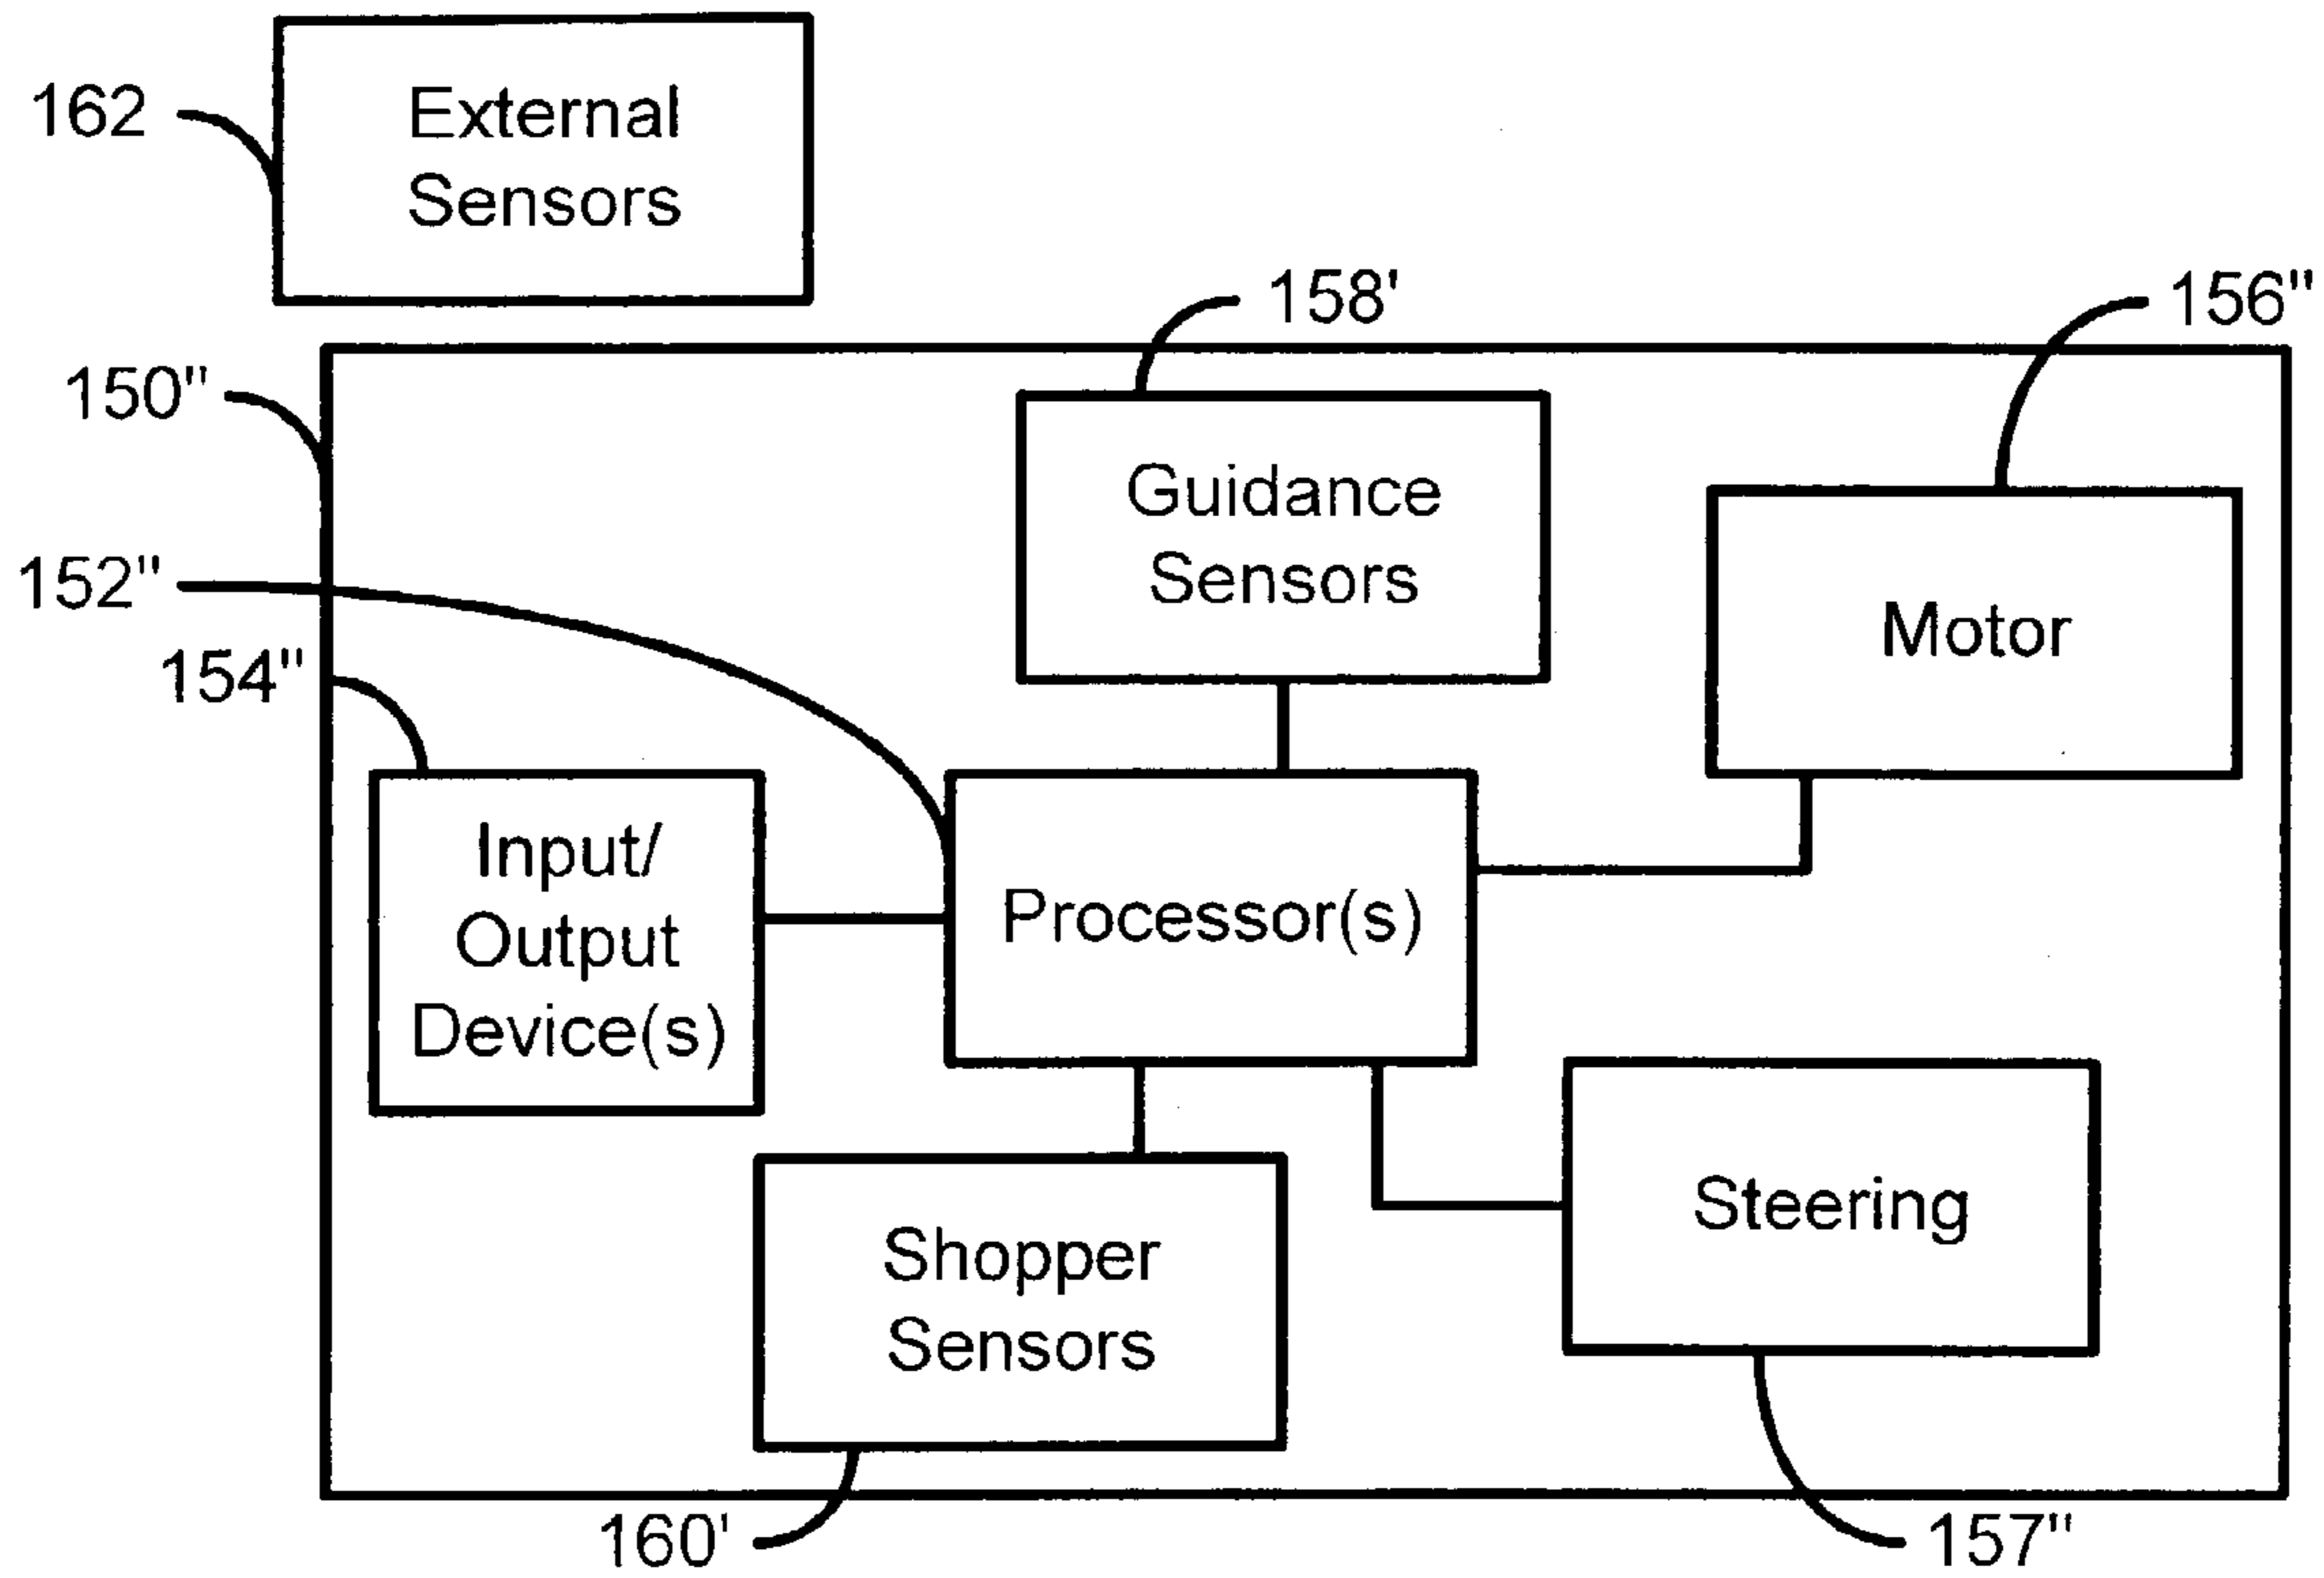 162
External
Sensors
158'
156"
150"
Guidance
Sensors
152"
Motor
154"
Input/
Output
Device(s)
Processor(s)
Steering
Shopper
Sensors
160'
157"